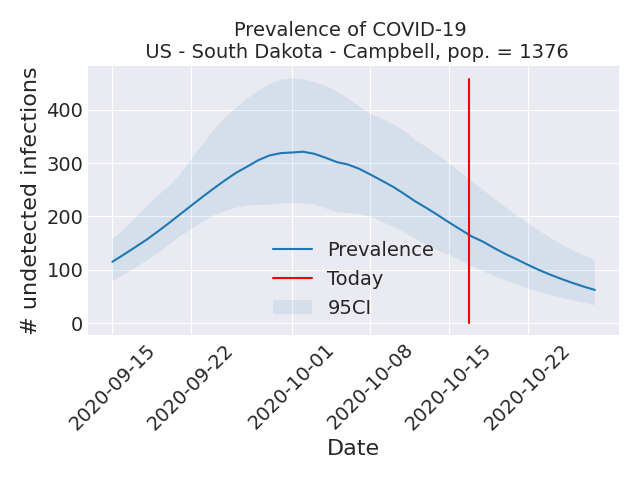 Prevalence of COVID-19
US - South Dakota - Campbell, pop. = 1376
# undetected infections
400
300
200
100
0
Prevalence
Today
95CI
2020-09-15
2020-09-22
2020-10-01
2020-10-08
2020-10-15
2020-10-22
Date